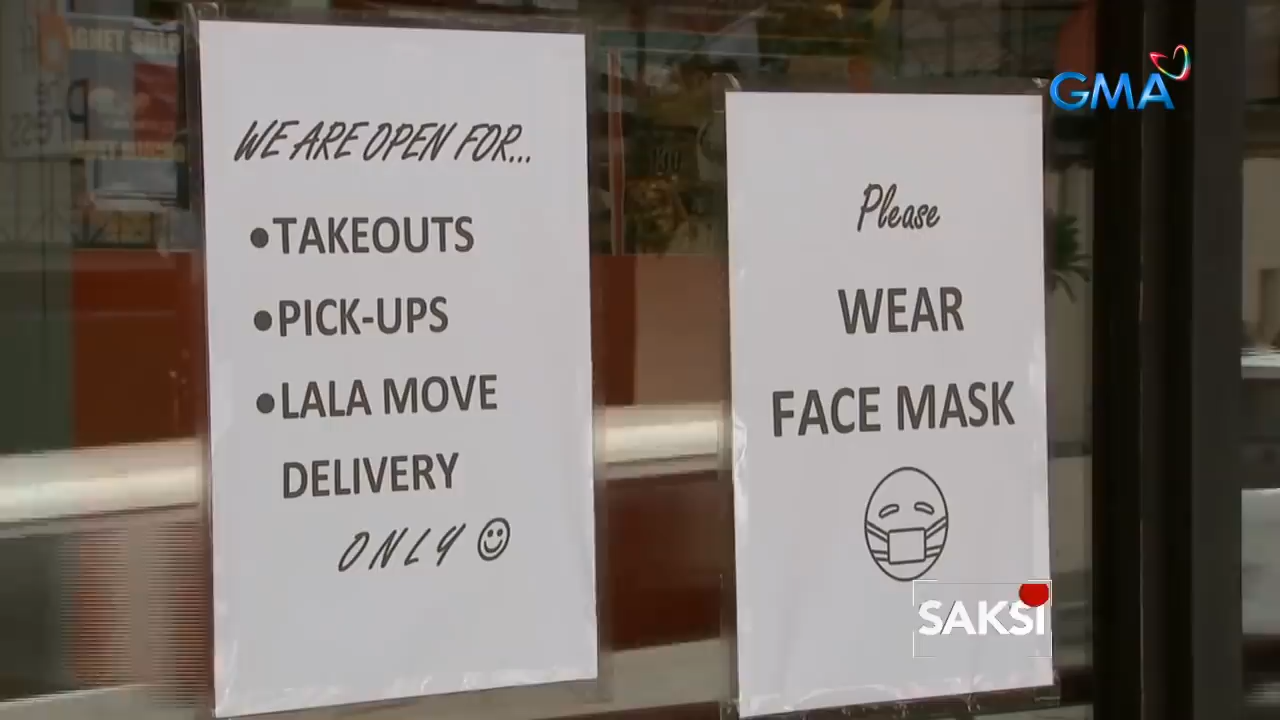 WE ARE OPEN FOR...
•TAKEOUTS
•PICK-UPS
•LALA MOVE
DELIVERY
ONLY
Please
WEAR
FACE MASK
GMA
SAKSI